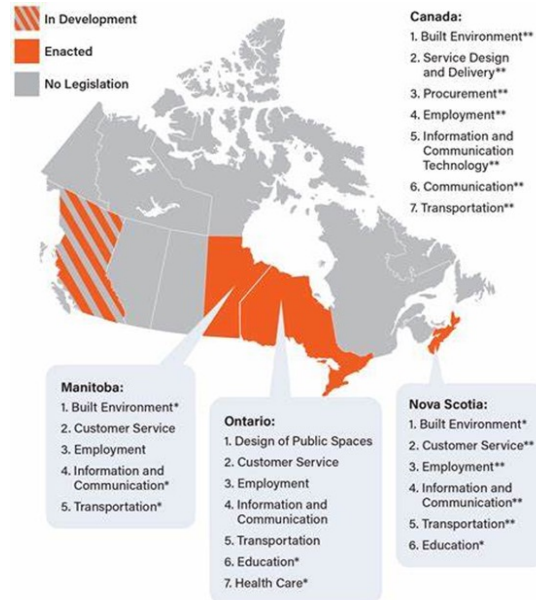 In Development
Enacted
No Legislation
Canada:
1. Built Environment**
2. Service Design
and Delivery**
3. Procurement**
4. Employment**
5. Information and
Communication
Technology**
6. Communication**
7. Transportation**
Manitoba:
1. Built Environment*
2. Customer Service
3. Employment
4. Information and
Communication*
5. Transportation*
Ontario:
1. Design of Public Spaces
2. Customer Service
3. Employment
4. Information and
Communication
5. Transportation
6. Education*
7. Health Care*
Nova Scotia:
1. Built Environment*
2. Customer Service**
3. Employment**
4. Information and
Communication**
5. Transportation**
6. Education*